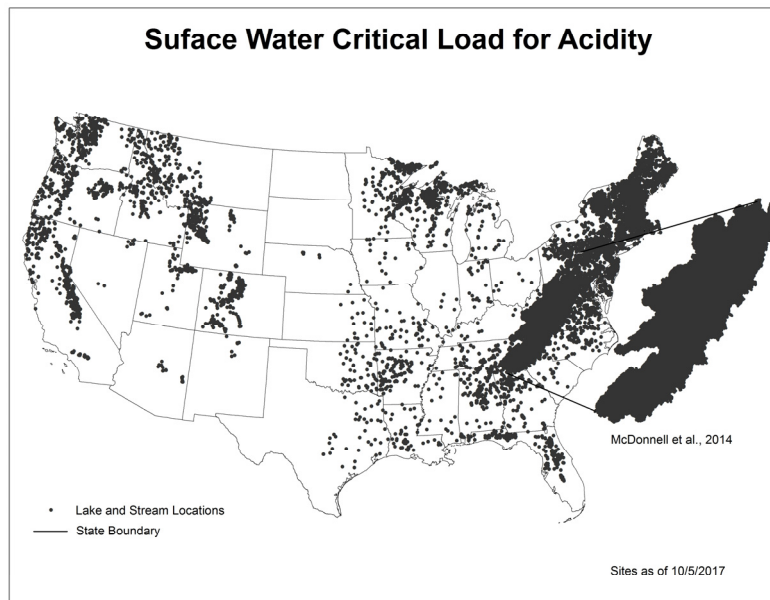 Suface Water Critical Load for Acidity
McDonnell et al., 2014
Lake and Stream Locations
State Boundary
Sites as of 10/5/2017